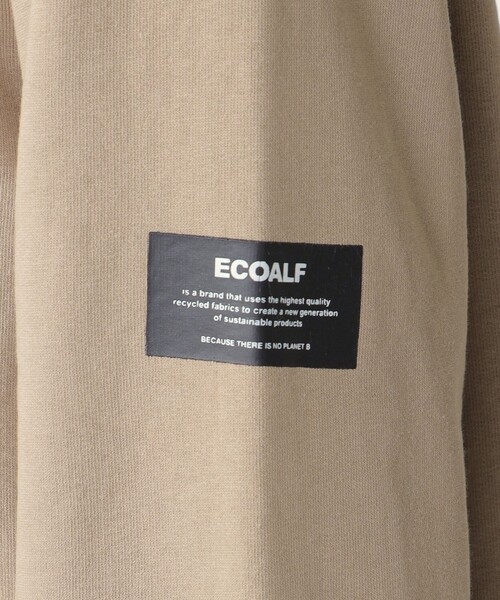 ECOALF
is a brand that uses the highest quality
recycled fabrics to create a new generation
of sustainable products
BECAUSE THERE IS NO PLANET B